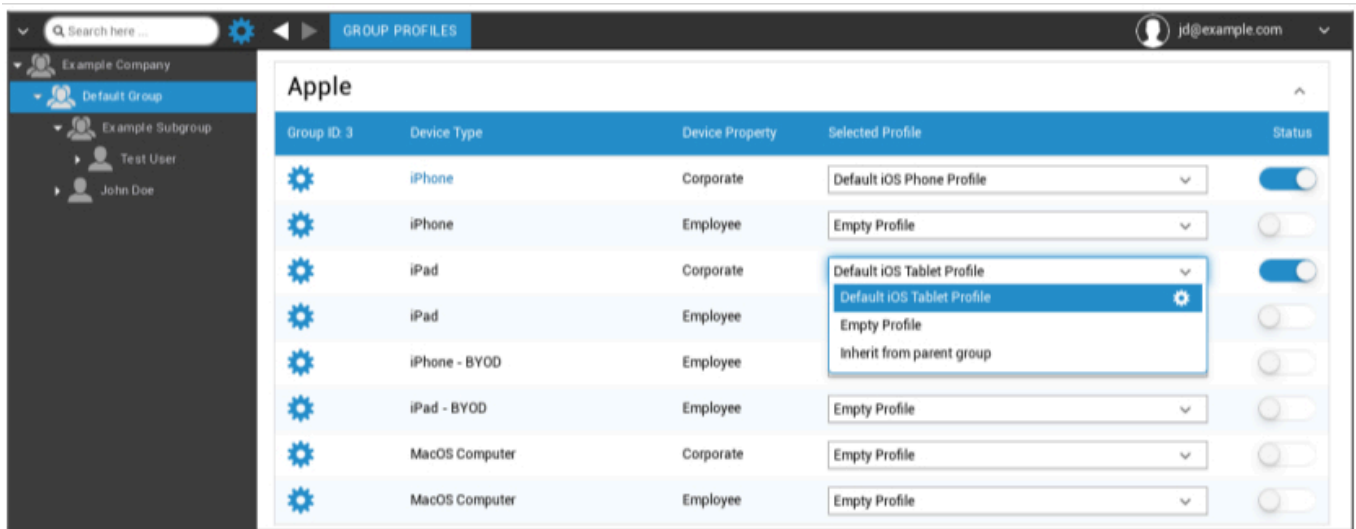 Search here ...
GROUP PROFILES
jd@example.com
Example Company
Default Group
Example Subgroup
Test User
John Doe
Apple
Group ID: 3 Device Type Device Property Selected Profile Status
iPhone Corporate Default iOS Phone Profile
iPhone Employee Empty Profile
iPad Corporate Default iOS Tablet Profile
Default iOS Tablet Profile
iPad Employee
Empty Profile
Inherit from parent group
iPhone - BYOD Employee
iPad - BYOD Employee Empty Profile
MacOS Computer Corporate Empty Profile
MacOS Computer Employee Empty Profile